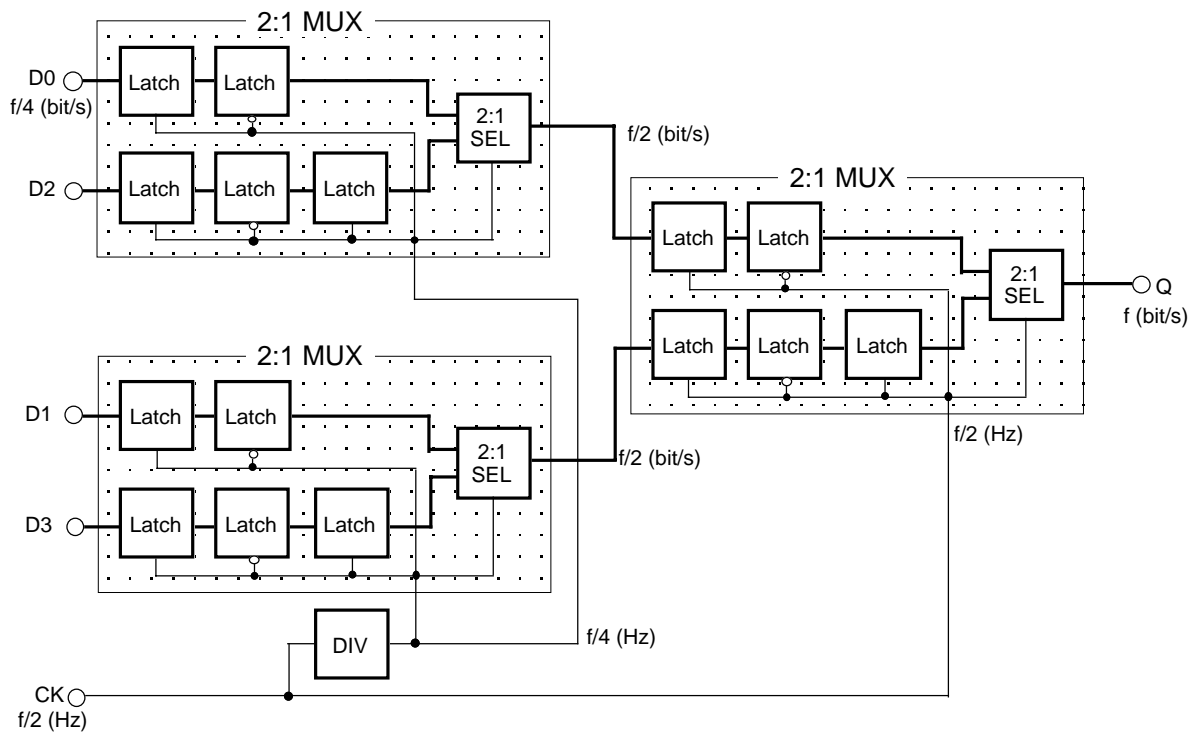 2:1 MUX
D0
f/4 (bit/s)
Latch
Latch
2:1
SEL
f/2 (bit/s)
D2
Latch
Latch
Latch
2:1 MUX
Latch
Latch
2:1
SEL
Q
f (bit/s)
Latch
Latch
Latch
f/2 (Hz)
2:1 MUX
D1
Latch
Latch
2:1
SEL
f/2 (bit/s)
D3
Latch
Latch
Latch
DIV
f/4 (Hz)
CK
f/2 (Hz)